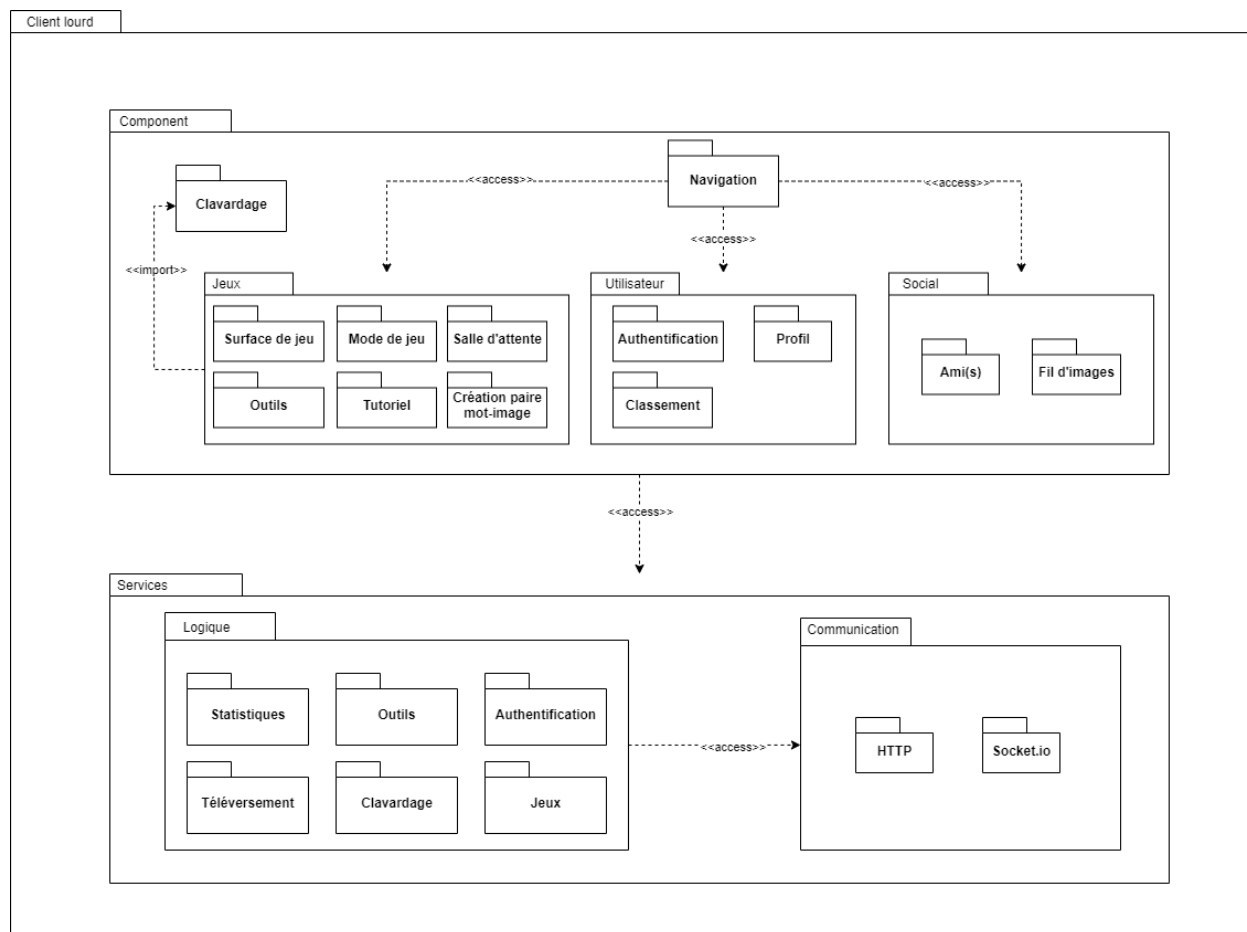 Client lourd
Component
Navigation
<<access>>
<<access>>
Clavardage
<<access>>
<<import>>
Jeux
Utilisateur
Social
Surface de jeu
Mode de jeu
Salle d'attente
Authentification
Profil
Ami(s)
Fil d'images
Outils
Tutoriel
Création paire
mot-image
Classement
<<access>>
Services
Logique
Communication
Statistiques
Outils
Authentification
<<access>>
HTTP
Socket.io
Téléversement
Clavardage
Jeux